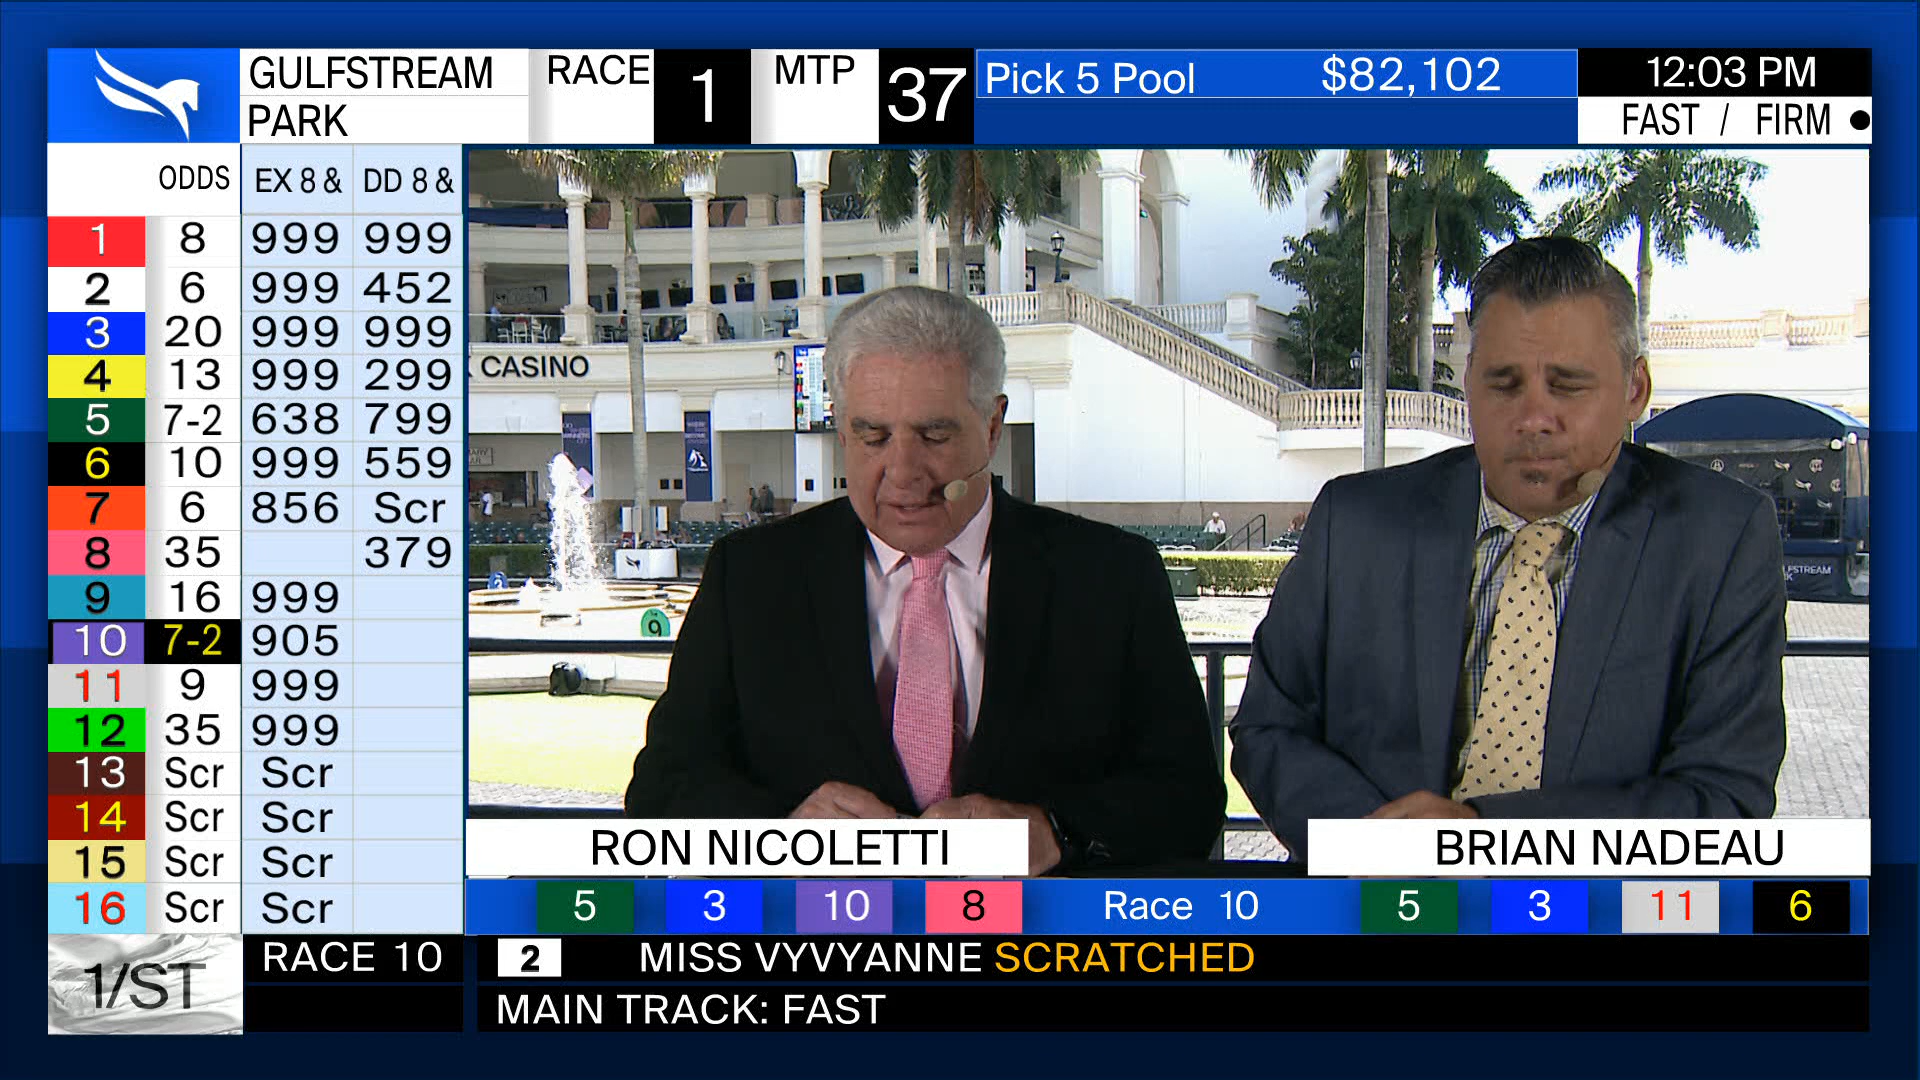 GULFSTREAM PARK
RACE 1 MTP 37
Pick 5 Pool $82,102
12:03 PM
FAST / FIRM
ODDS EX 8 & DD 8 &
1 8 999 999
2 6 999 452
3 20 999 999
4 13 999 299
5 7-2 638 799
6 10 999 559
7 6 856 Scr
8 35 379
9 16 999
10 7-2 905
11 9 999
12 35 999
13 Scr Scr
14 Scr Scr
15 Scr Scr
16 Scr Scr
CASINO
9
RON NICOLETTI
BRIAN NADEAU
5 3 10 8 Race 10 5 3 11 6
1/ST
RACE 10
2 MISS VYVYANNE SCRATCHED
MAIN TRACK: FAST